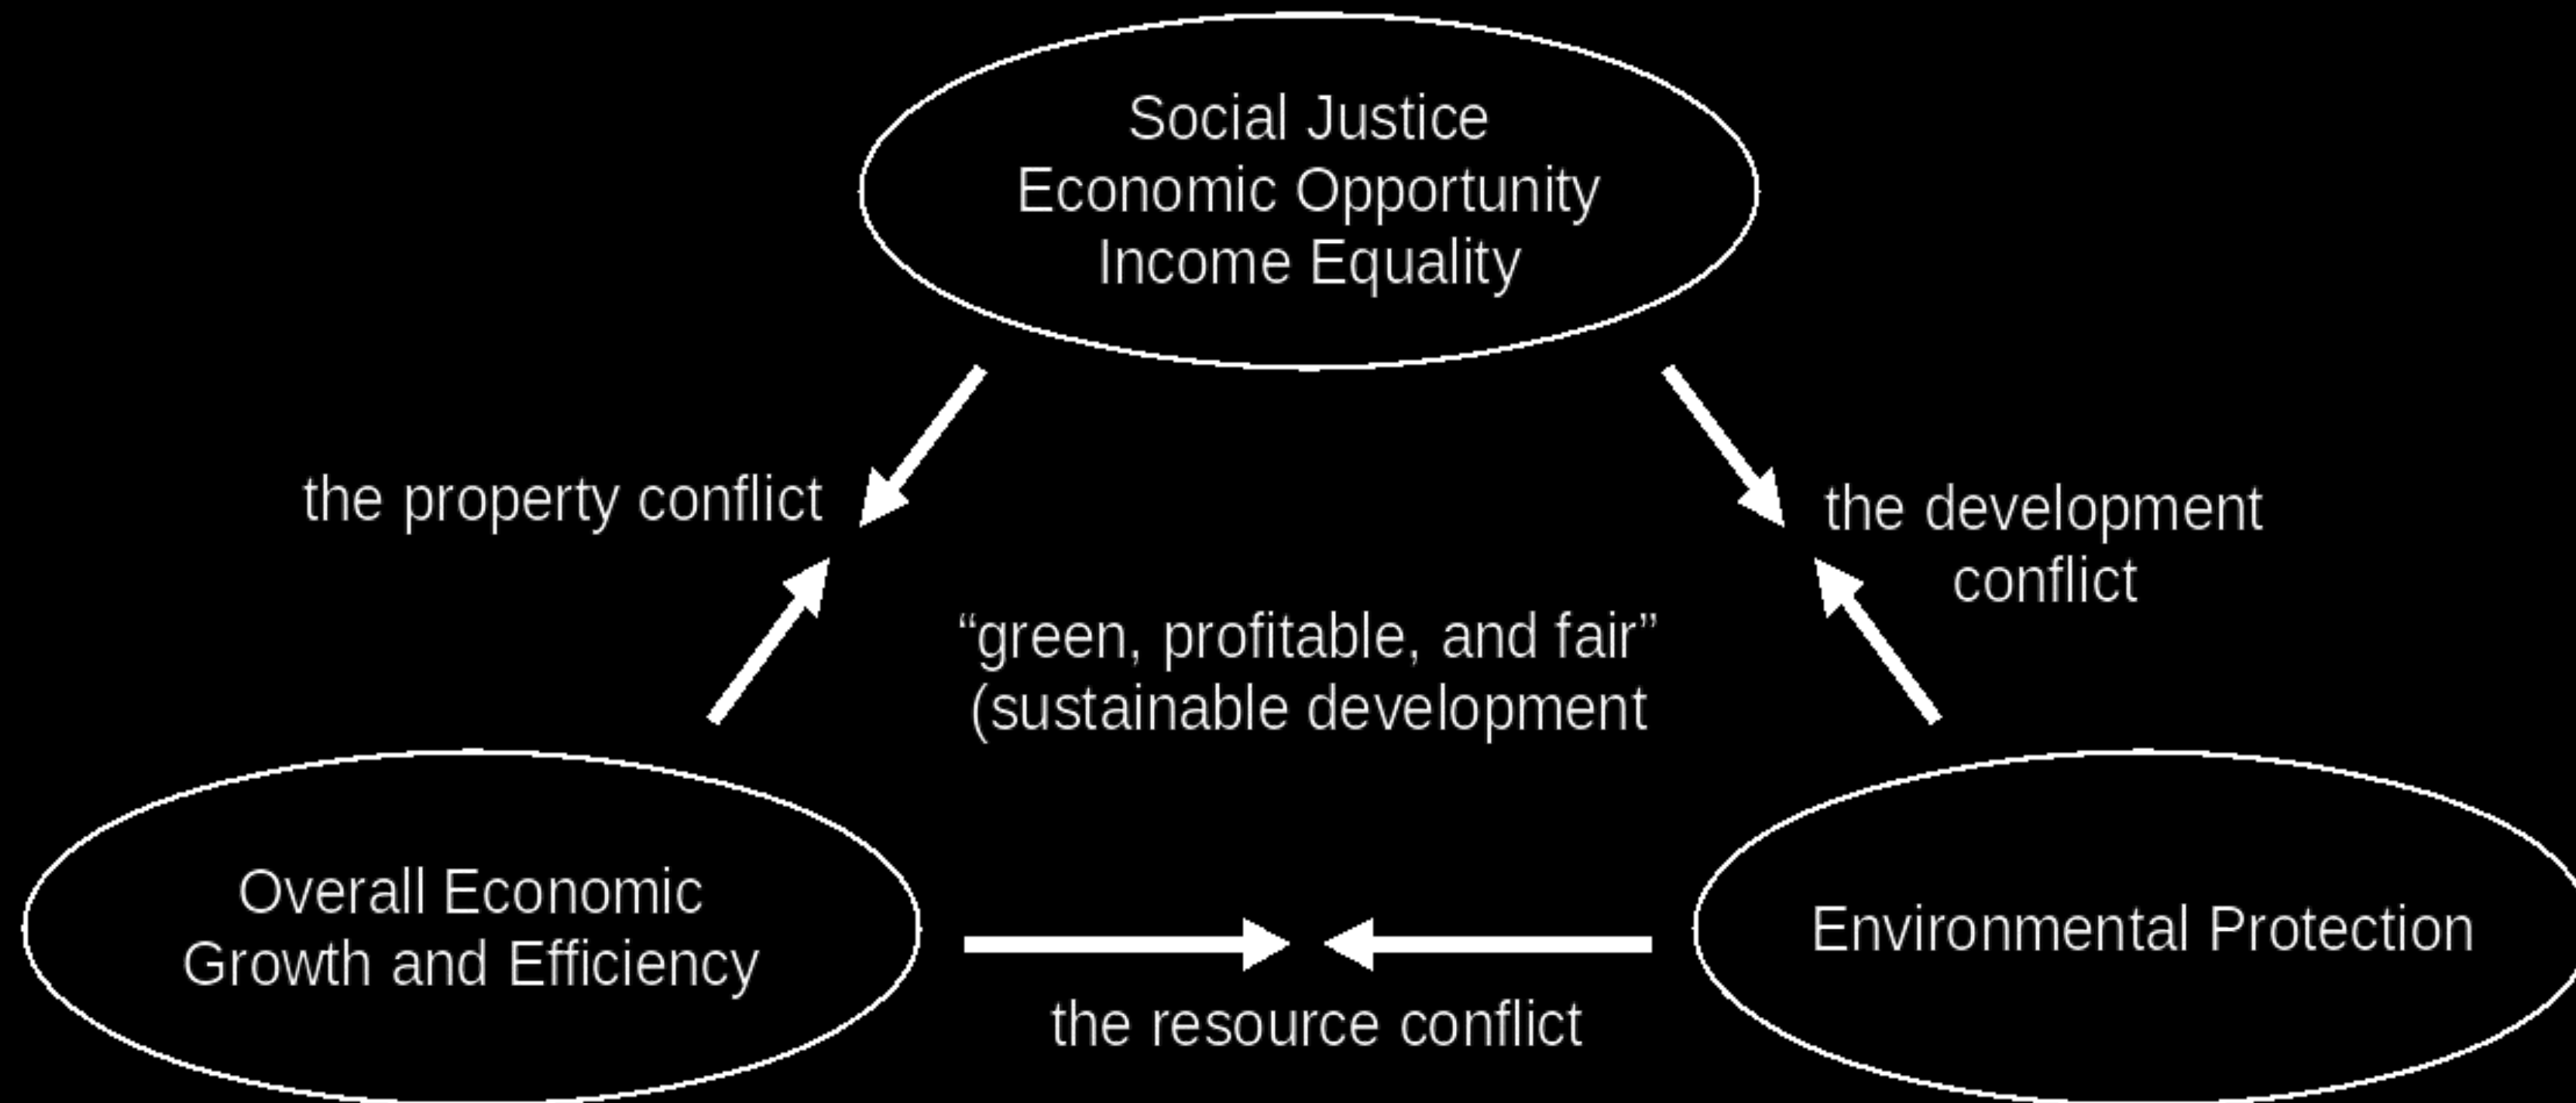 Social Justice
Economic Opportunity
Income Equality
the property conflict
the development
conflict
“green, profitable, and fair”
(sustainable development
Overall Economic
Growth and Efficiency
Environmental Protection
the resource conflict